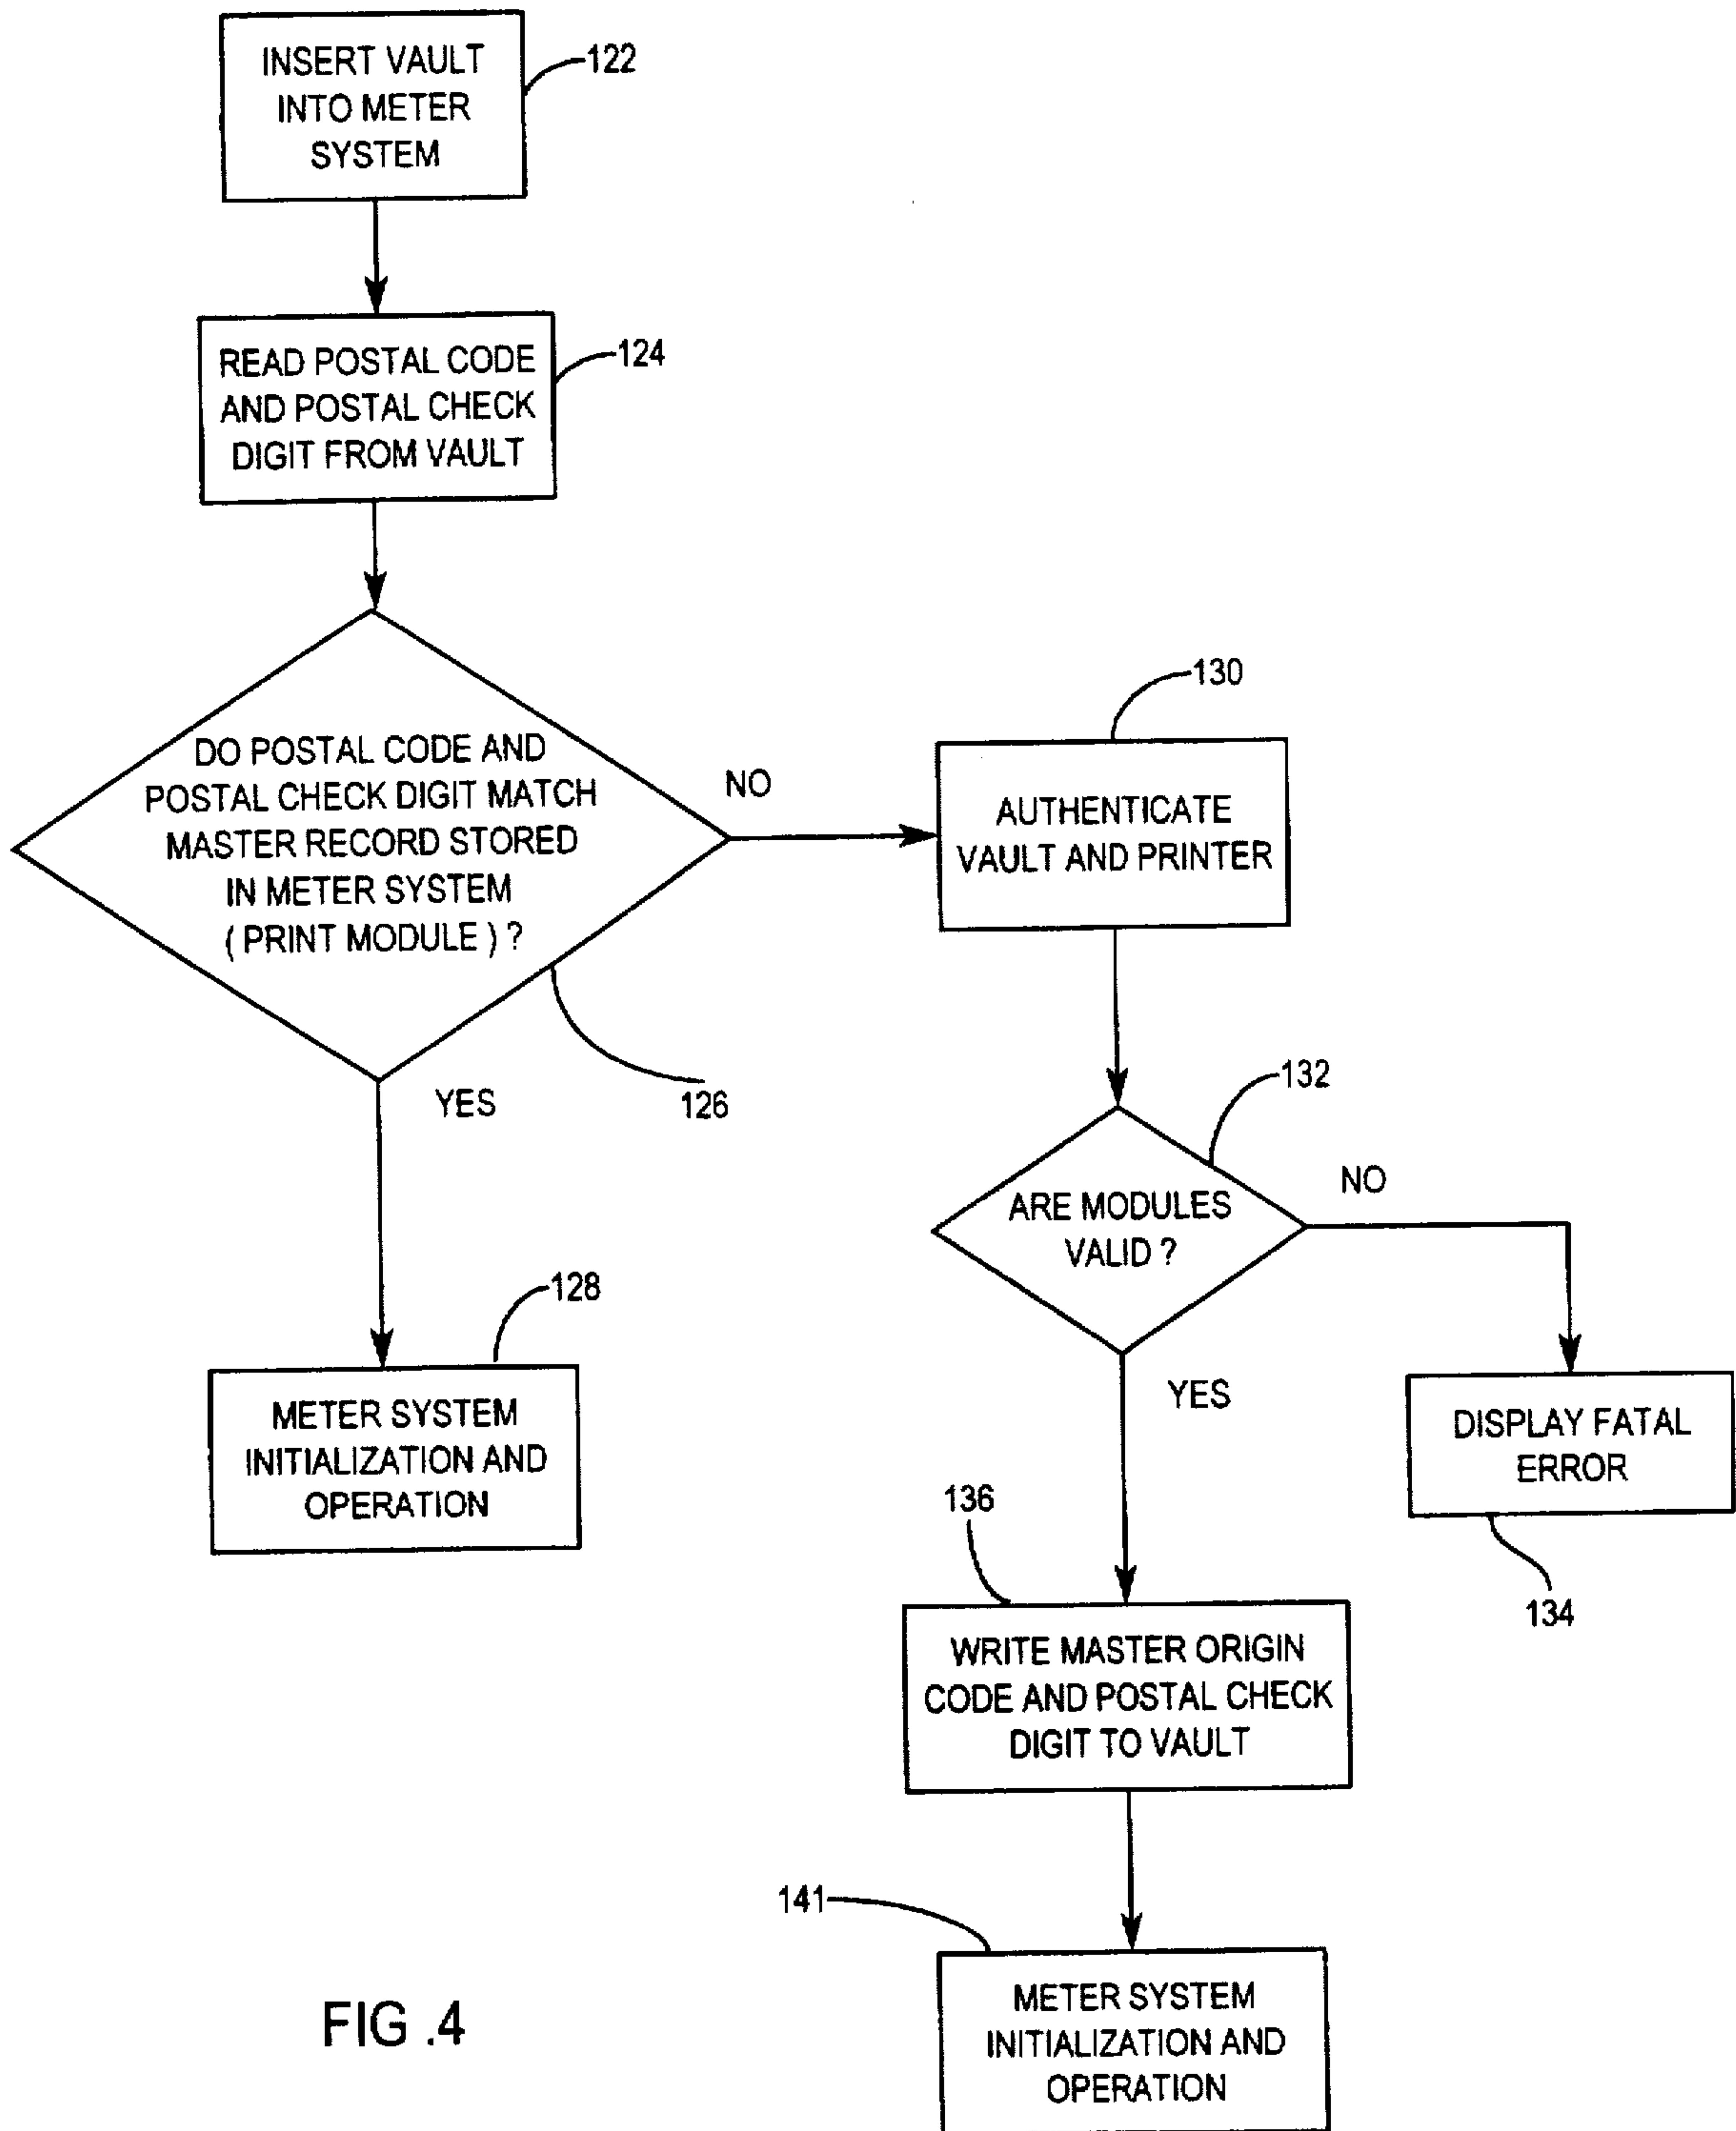 INSERT VAULT
INTO METER
SYSTEM
122
READ POSTAL CODE
AND POSTAL CHECK
DIGIT FROM VAULT
124
DO POSTAL CODE AND
POSTAL CHECK DIGIT MATCH
MASTER RECORD STORED
IN METER SYSTEM
( PRINT MODULE ) ?
126
NO
YES
130
AUTHENTICATE
VAULT AND PRINTER
132
ARE MODULES
VALID ?
NO
YES
128
METER SYSTEM
INITIALIZATION AND
OPERATION
DISPLAY FATAL
ERROR
134
136
WRITE MASTER ORIGIN
CODE AND POSTAL CHECK
DIGIT TO VAULT
141
METER SYSTEM
INITIALIZATION AND
OPERATION
FIG .4